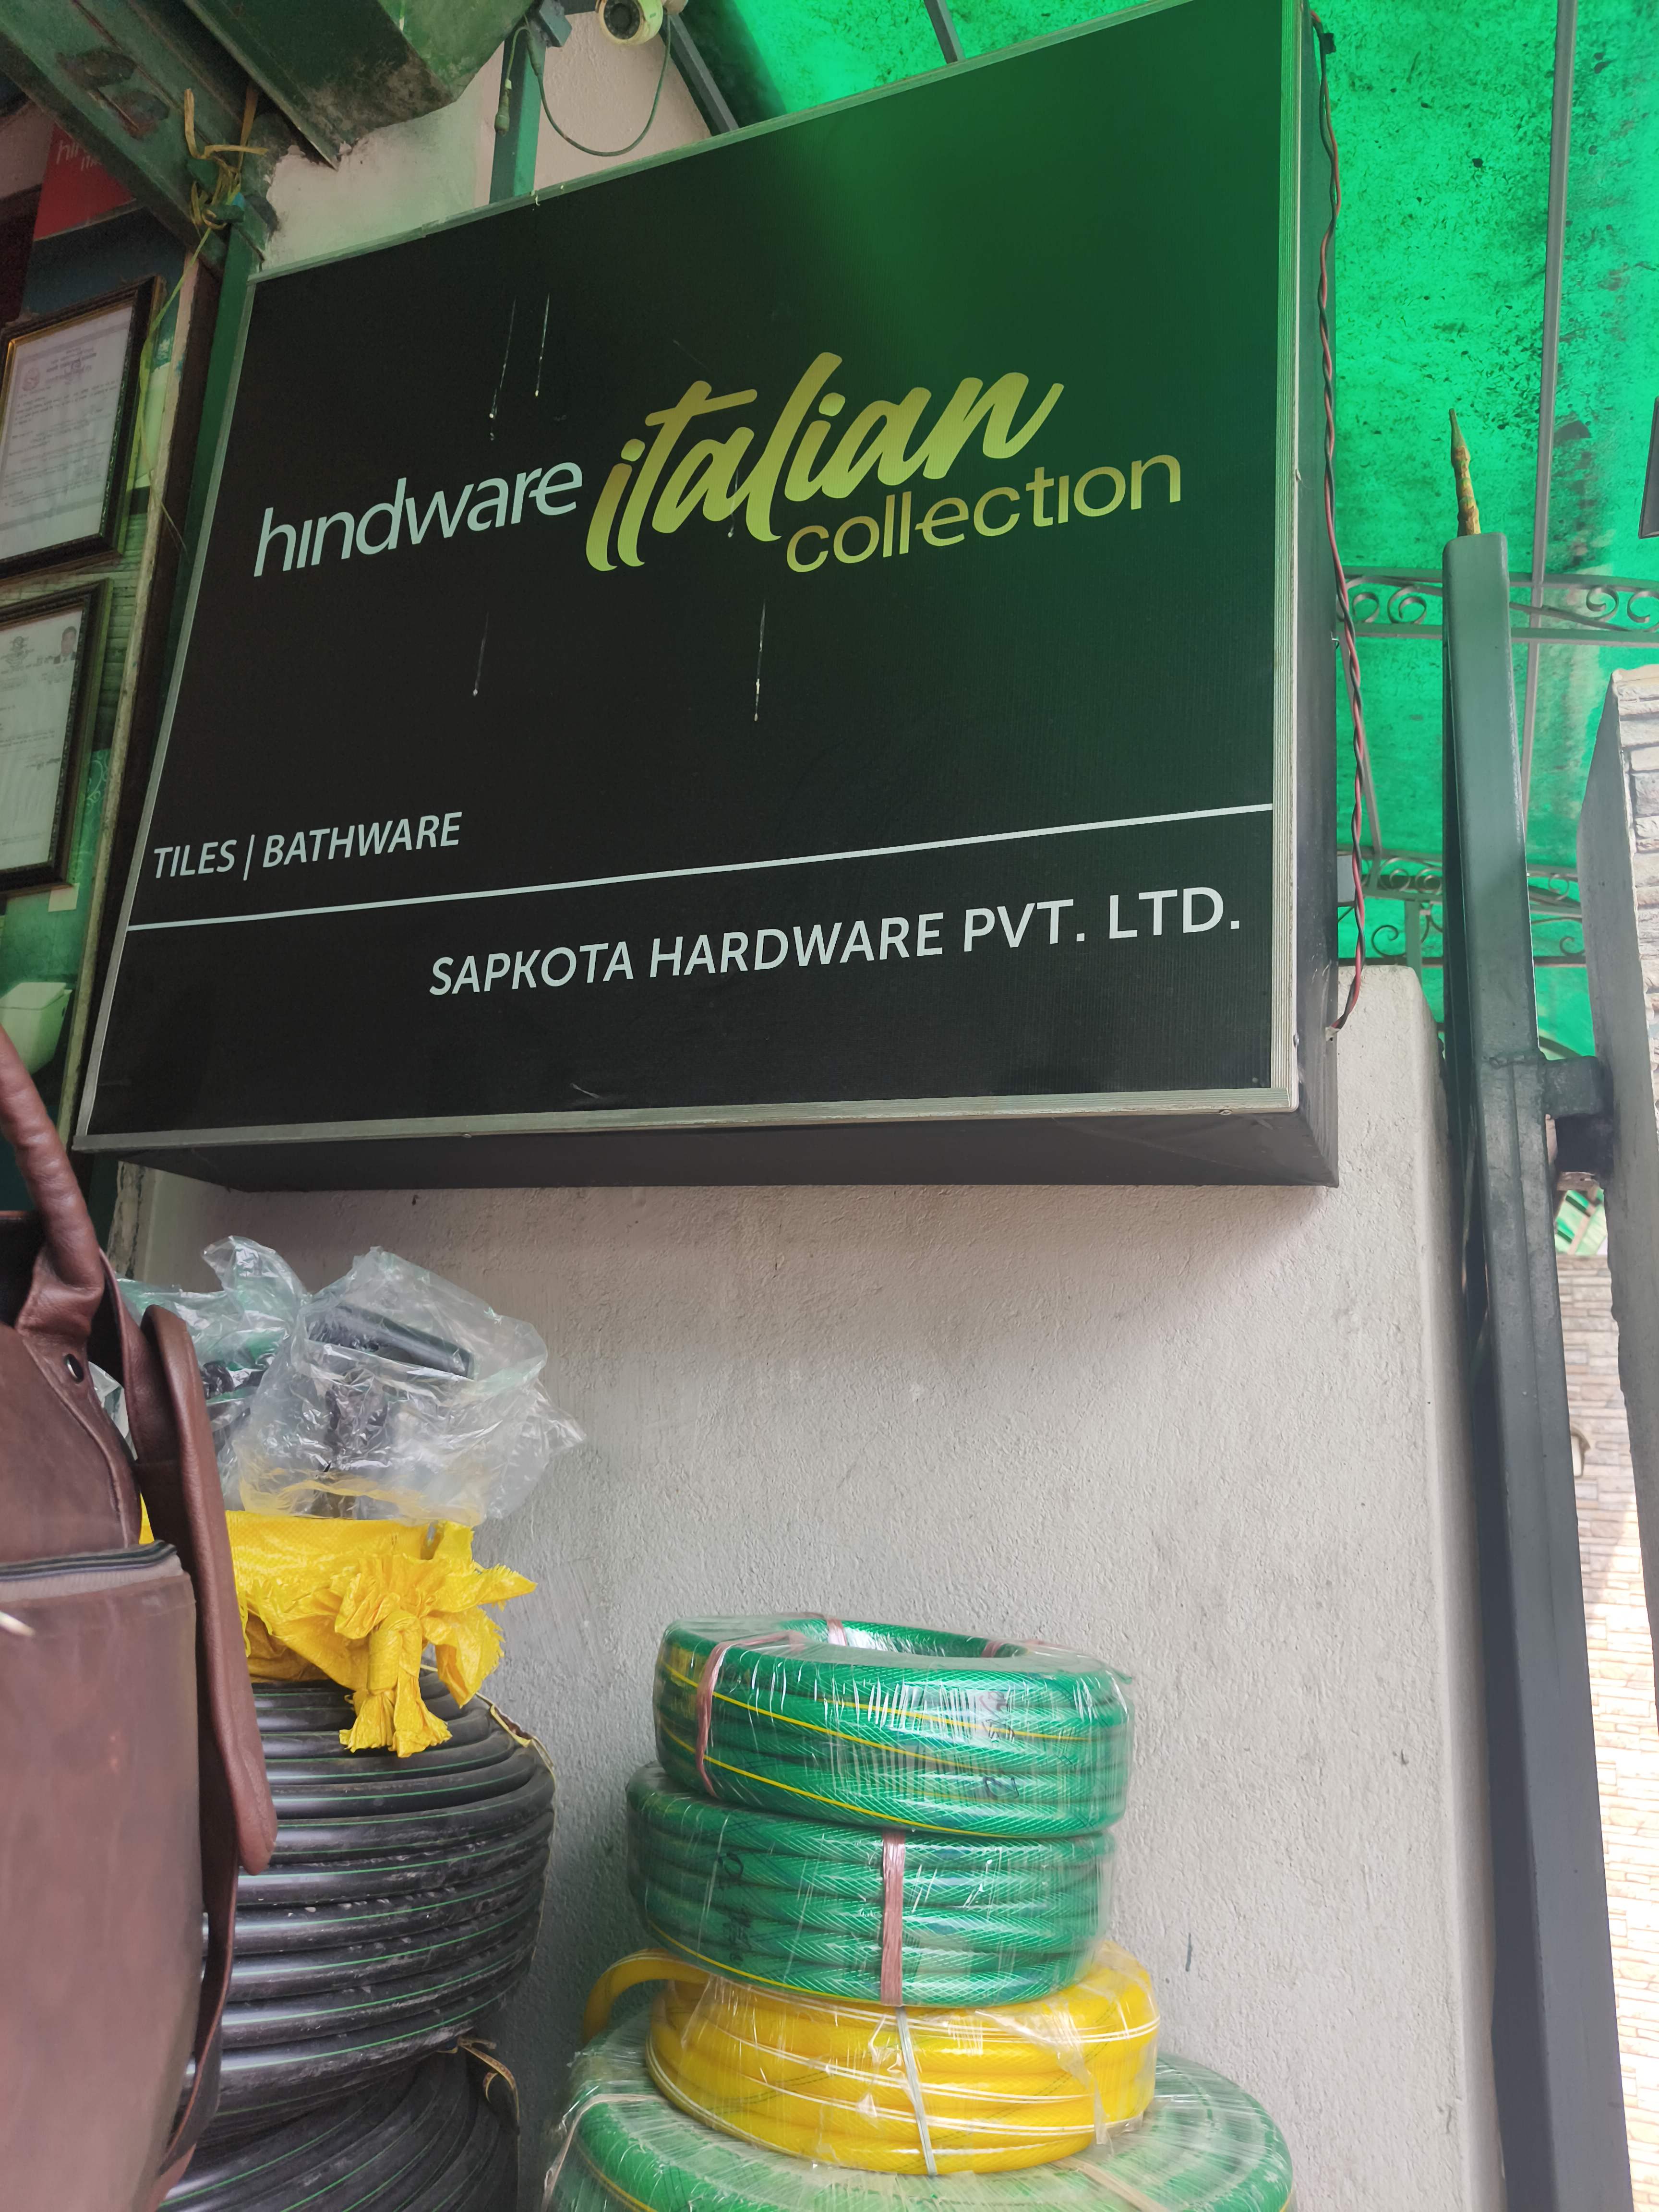 hindware italian
collection
TILES | BATHWARE
SAPKOTA HARDWARE PVT. LTD.